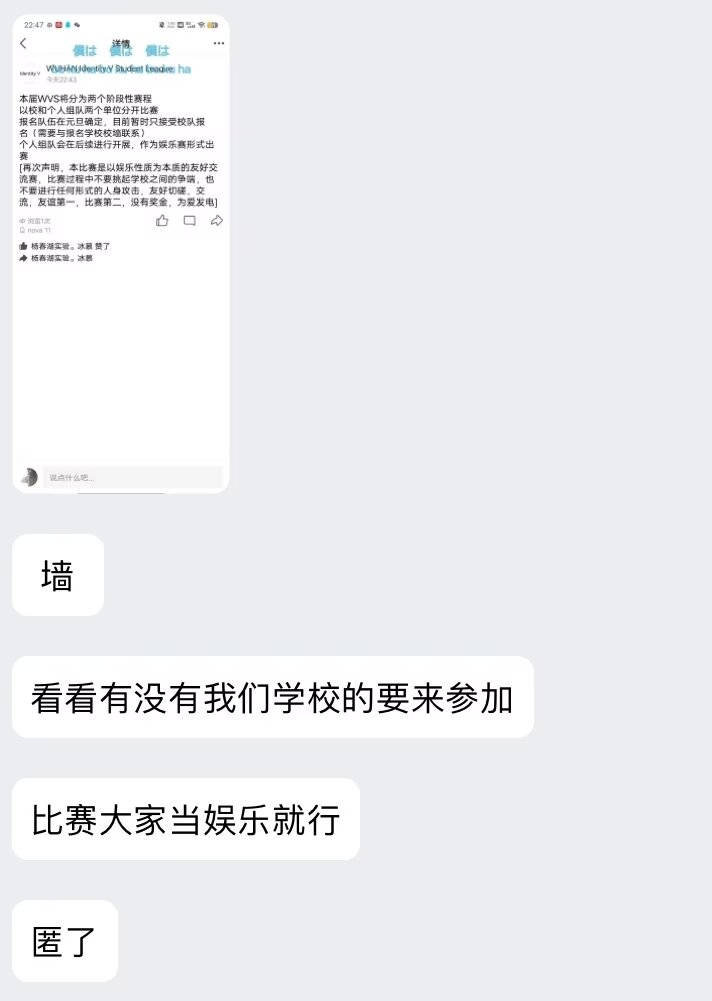 22:47
详情
僕は 僕は 僕は
Identity V
WUHAN Identity V Student League
今天22:43
本届WVS将分为两个阶段性赛程
以校和个人组队两个单位分开比赛
报名队伍在元旦确定，目前暂时只接受校队报
名（需要与报名学校校墙联系）
个人组队会在后续进行开展，作为娱乐赛形式出
赛
[再次声明，本比赛是以娱乐性质为本质的友好交
流赛，比赛过程中不要挑起学校之间的争端，也
不要进行任何形式的人身攻击，友好切磋，交
流，友谊第一，比赛第二，没有奖金，为爱发电]
浏览1次
nova 11
杨春湖实验。冰慕 赞了
杨春湖实验。冰慕
说点什么吧...
墙
看看有没有我们学校的要来参加
比赛大家当娱乐就行
匿了